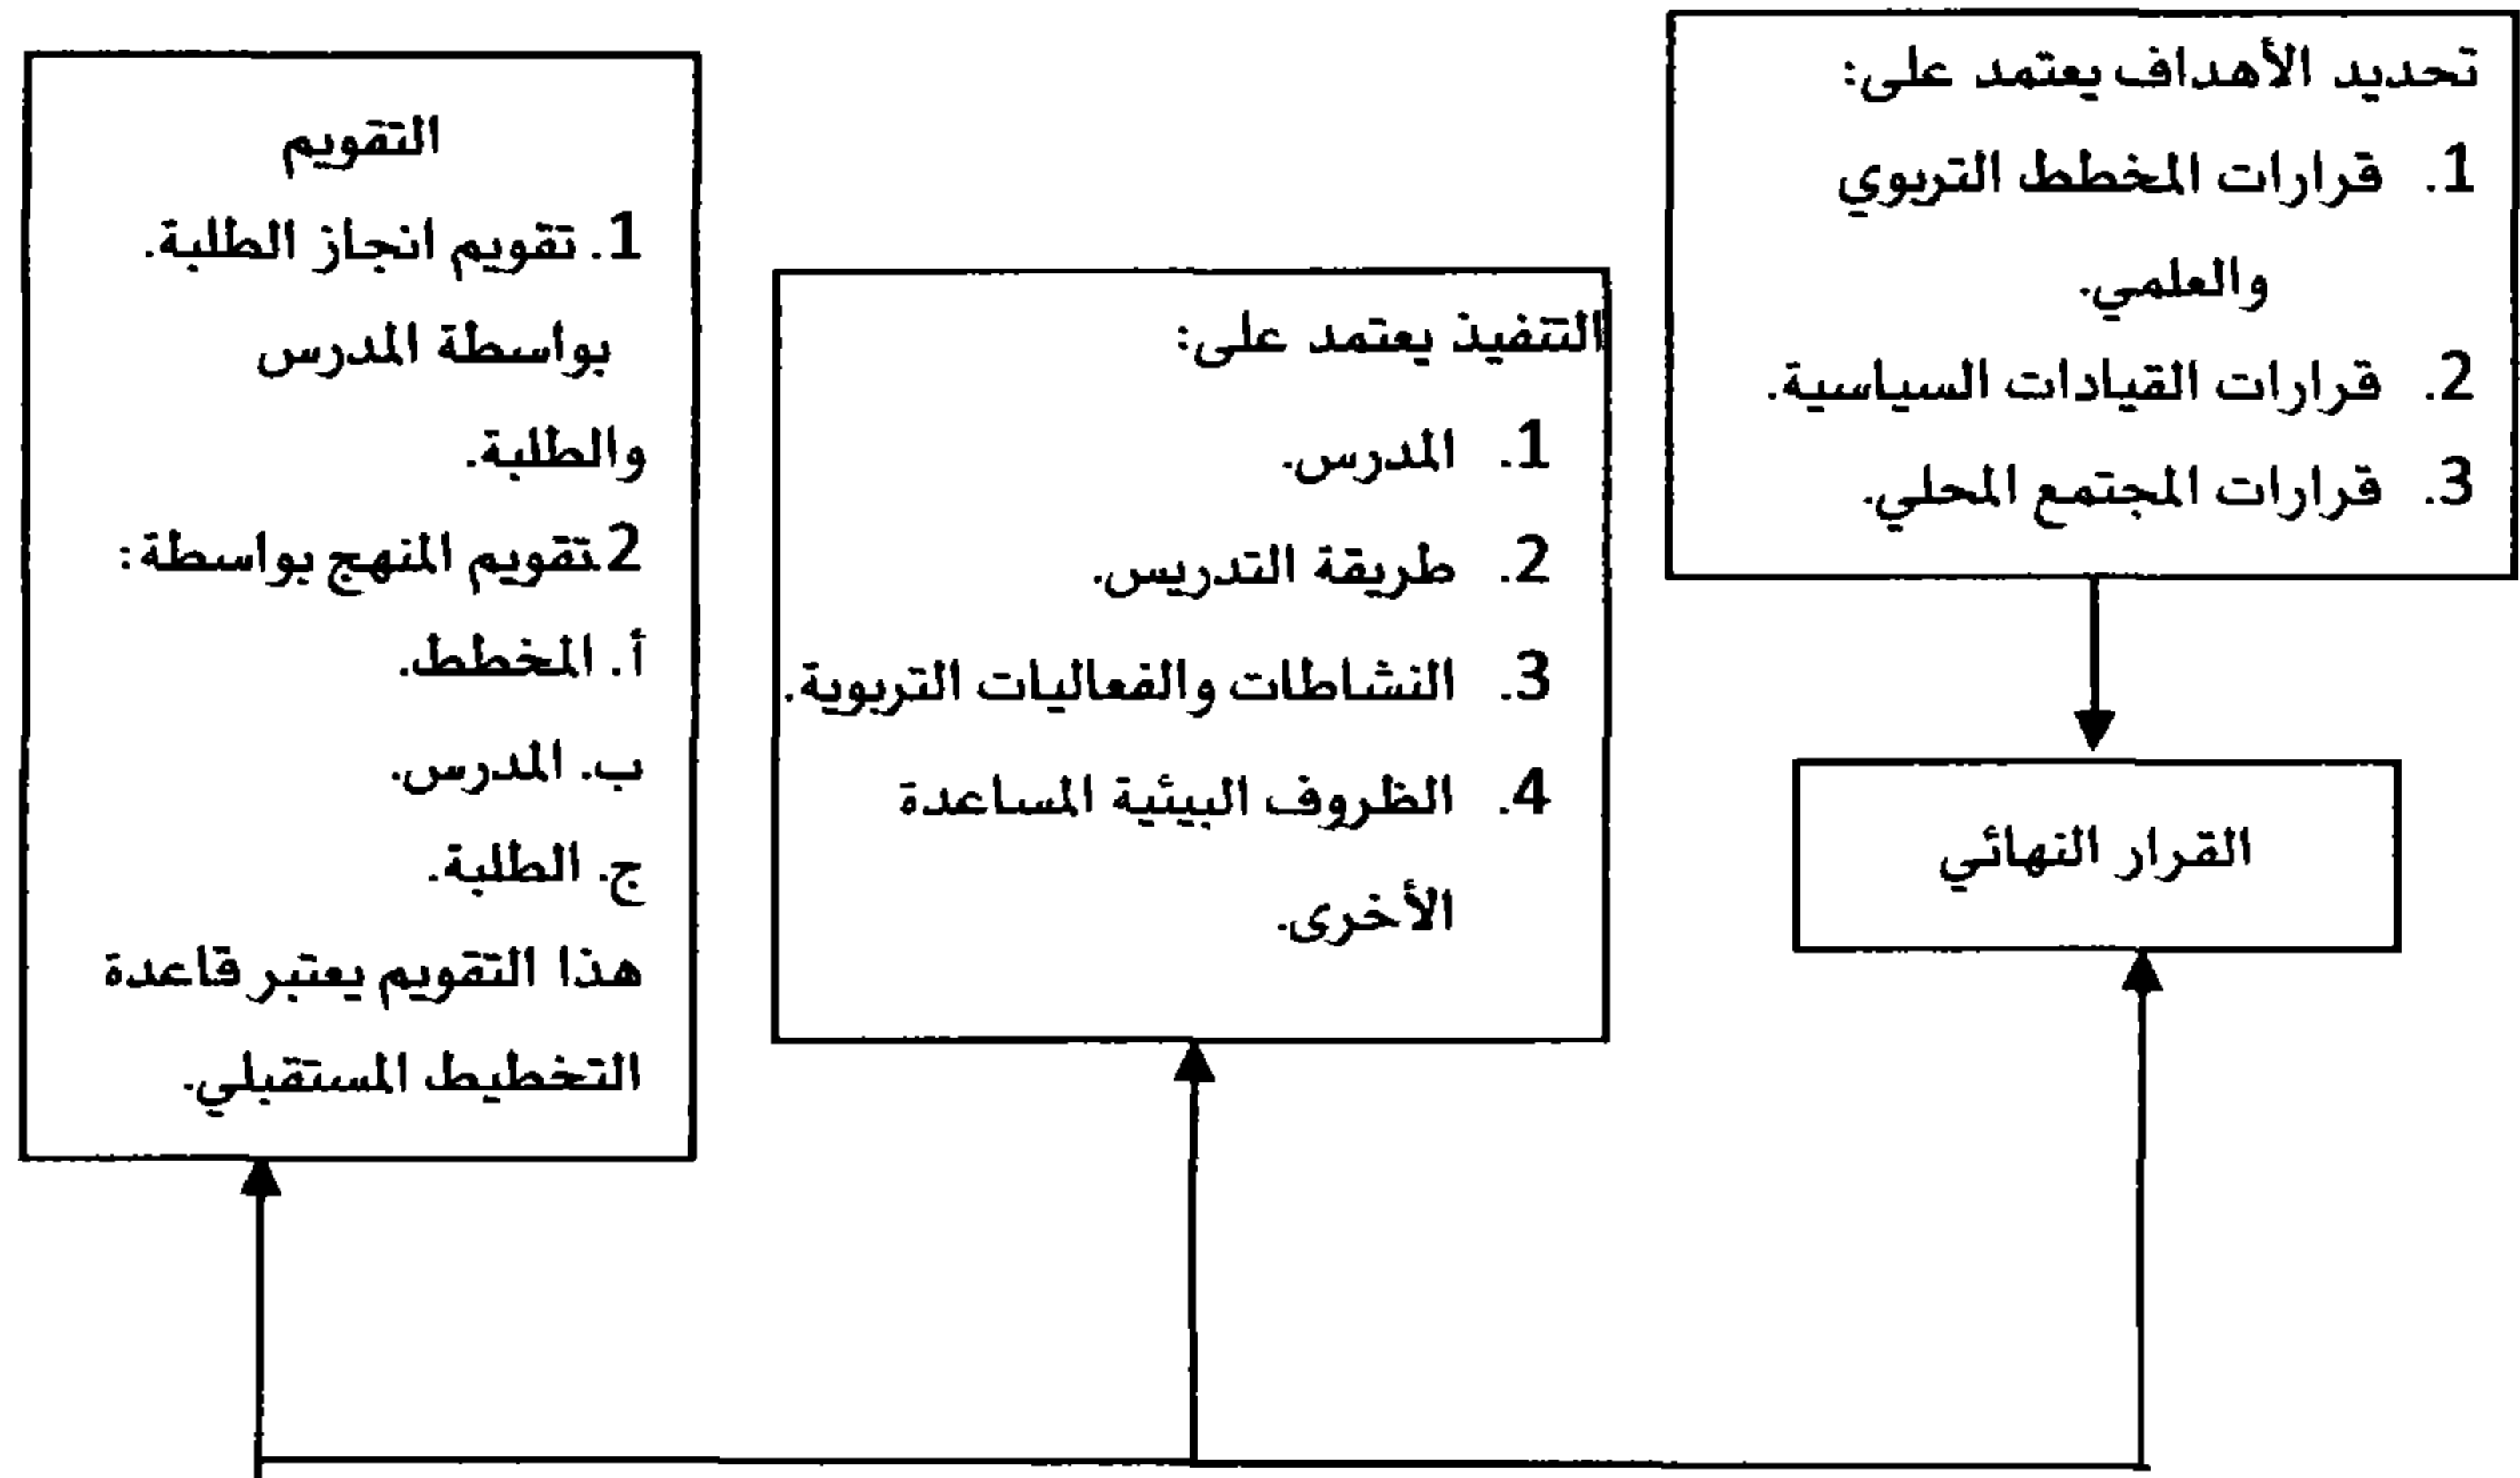 تحديد الأهداف يعتمد على:
1. قرارات المخطط التربوي
والعلمي.
2. قرارات القيادات السياسية.
3. قرارات المجتمع المحلي.
القرار النهائي
التنفيذ يعتمد على:
1. المدرس.
2. طريقة التدريس.
3. النشاطات والفعاليات التربوية.
4. الظروف البيئية المساعدة
الأخرى.
التقويم
1. تقويم انجاز الطلبة.
بواسطة المدرس
والطلبة.
2. تقويم المنهج بواسطة:
أ. المخطط.
ب. المدرس.
ج. الطلبة.
هذا التقويم يعتبر قاعدة
التخطيط المستقبلي.